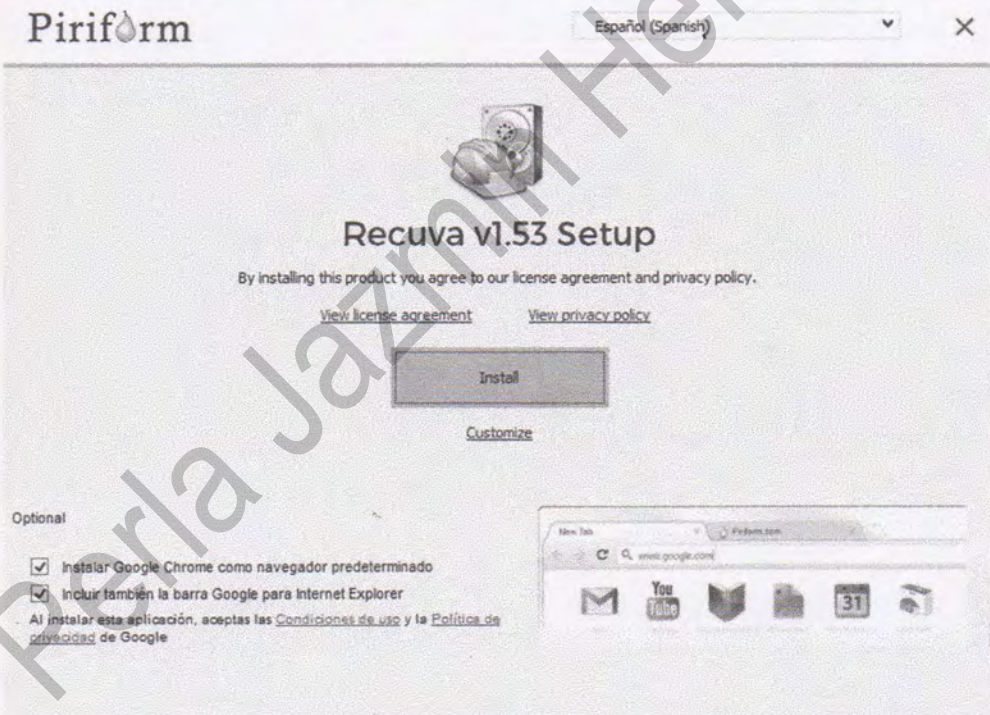 Piriform
Español (Spanish)
Recuva v1.53 Setup
By installing this product you agree to our license agreement and privacy policy.
View license agreement View privacy policy
Install
Customize
Optional
Instalar Google Chrome como navegador predeterminado
Incluir también la barra Google para Internet Explorer
Al instalar esta aplicación, aceptas las Condiciones de uso y la Política de
privacidad de Google
New Tab Piriform.com
www.google.com
You
Tube
31
Perla Jazmin